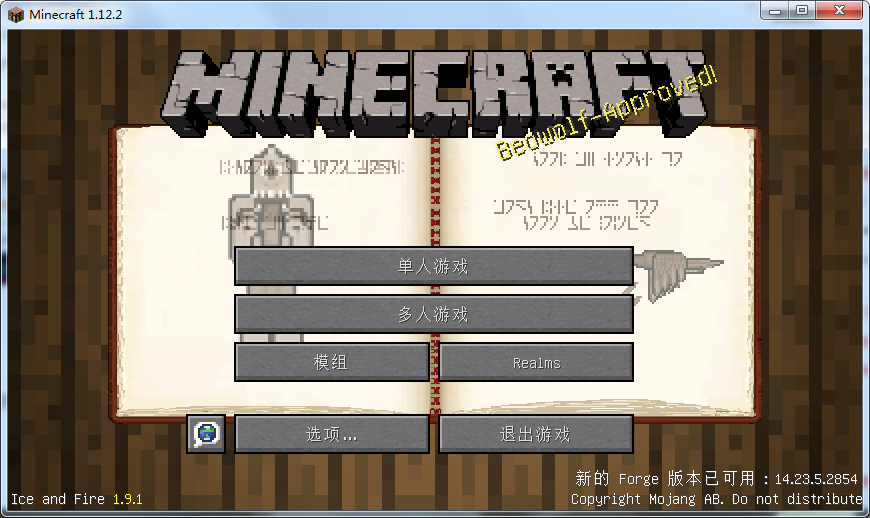 Minecraft 1.12.2
MINECRAFT
Beowolf-Approved!
单人游戏
多人游戏
模组
Realms
选项...
退出游戏
新的 Forge 版本已可用：14.23.5.2854
Ice and Fire 1.9.1
Copyright Mojang AB. Do not distribute